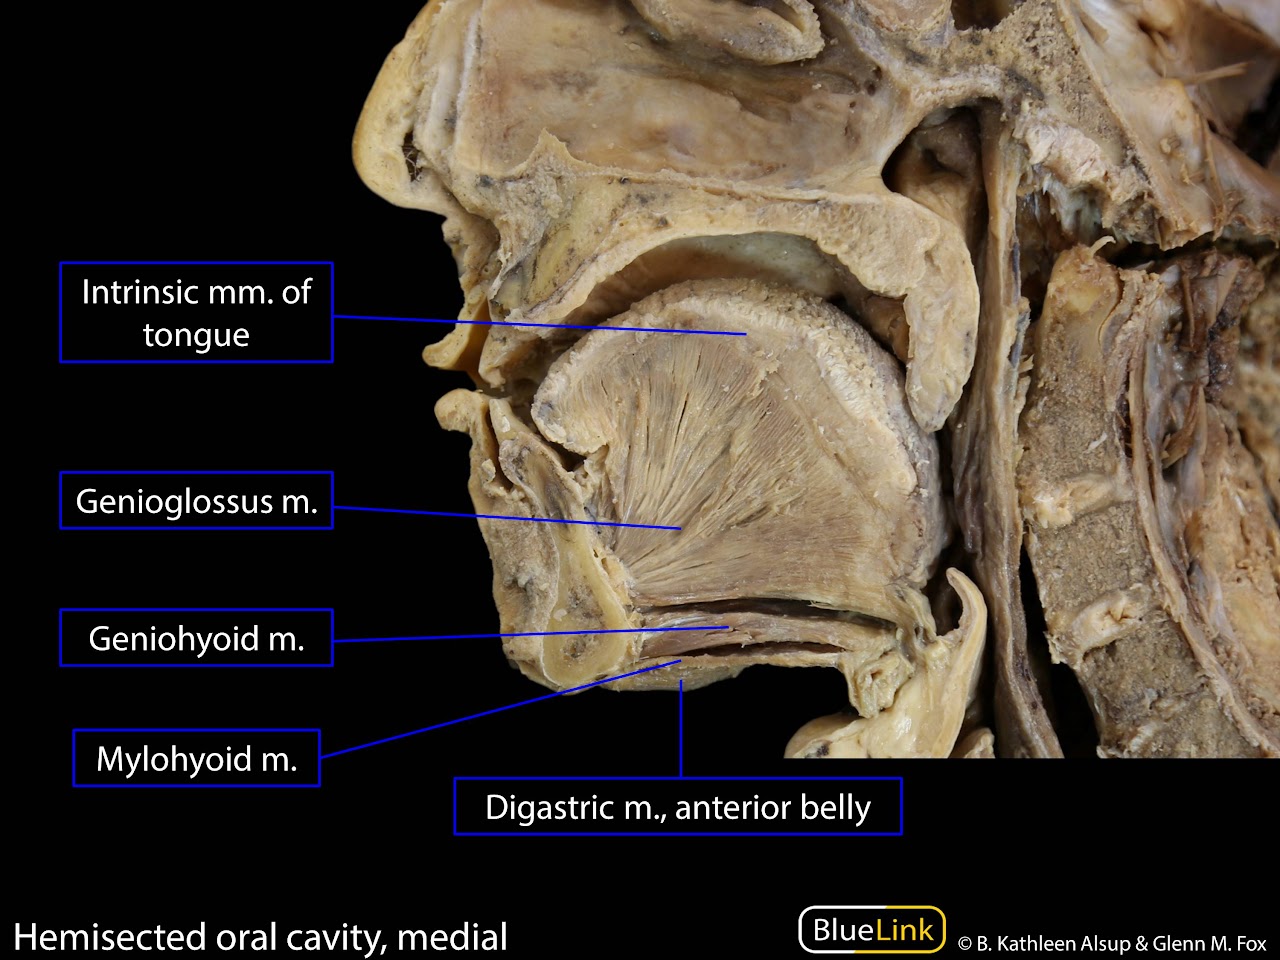 Intrinsic mm. of
tongue
Genioglossus m.
Geniohyoid m.
Mylohyoid m.
Digastric m., anterior belly
Hemisected oral cavity, medial
BlueLink
© B. Kathleen Alsup & Glenn M. Fox